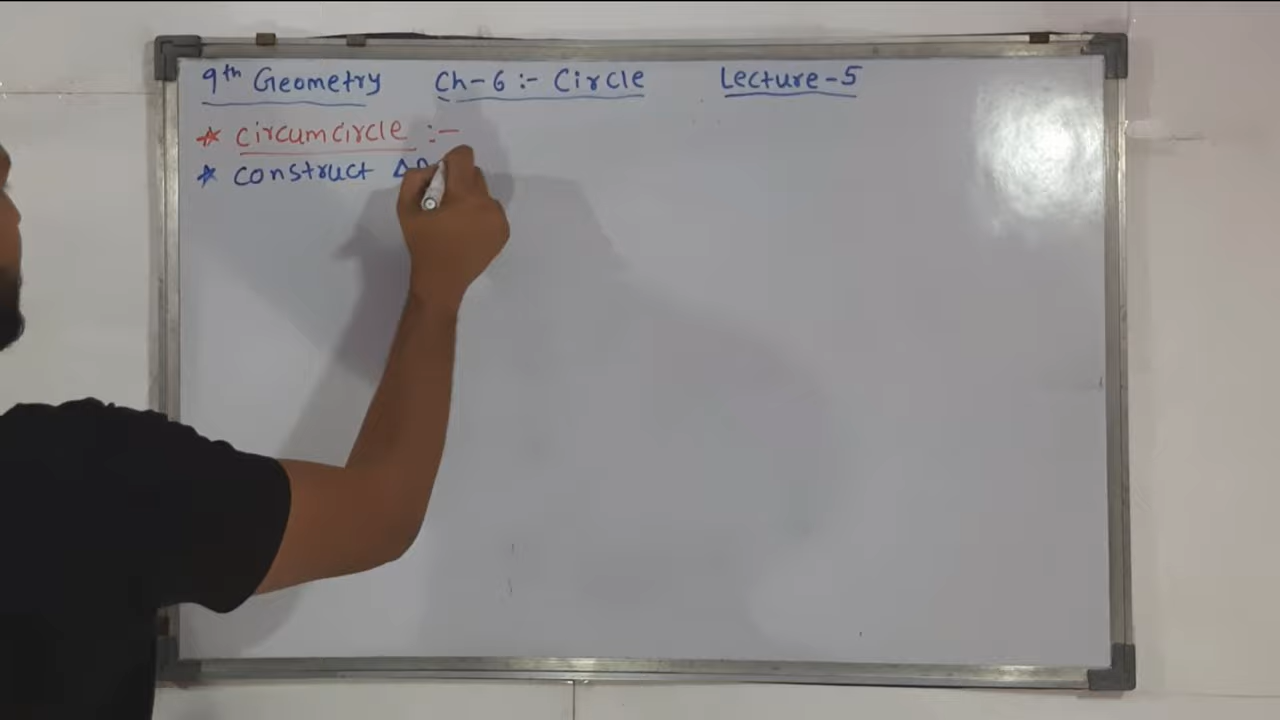 9th Geometry Ch-6 :- Circle Lecture-5
* circumcircle :-
* construct Δ